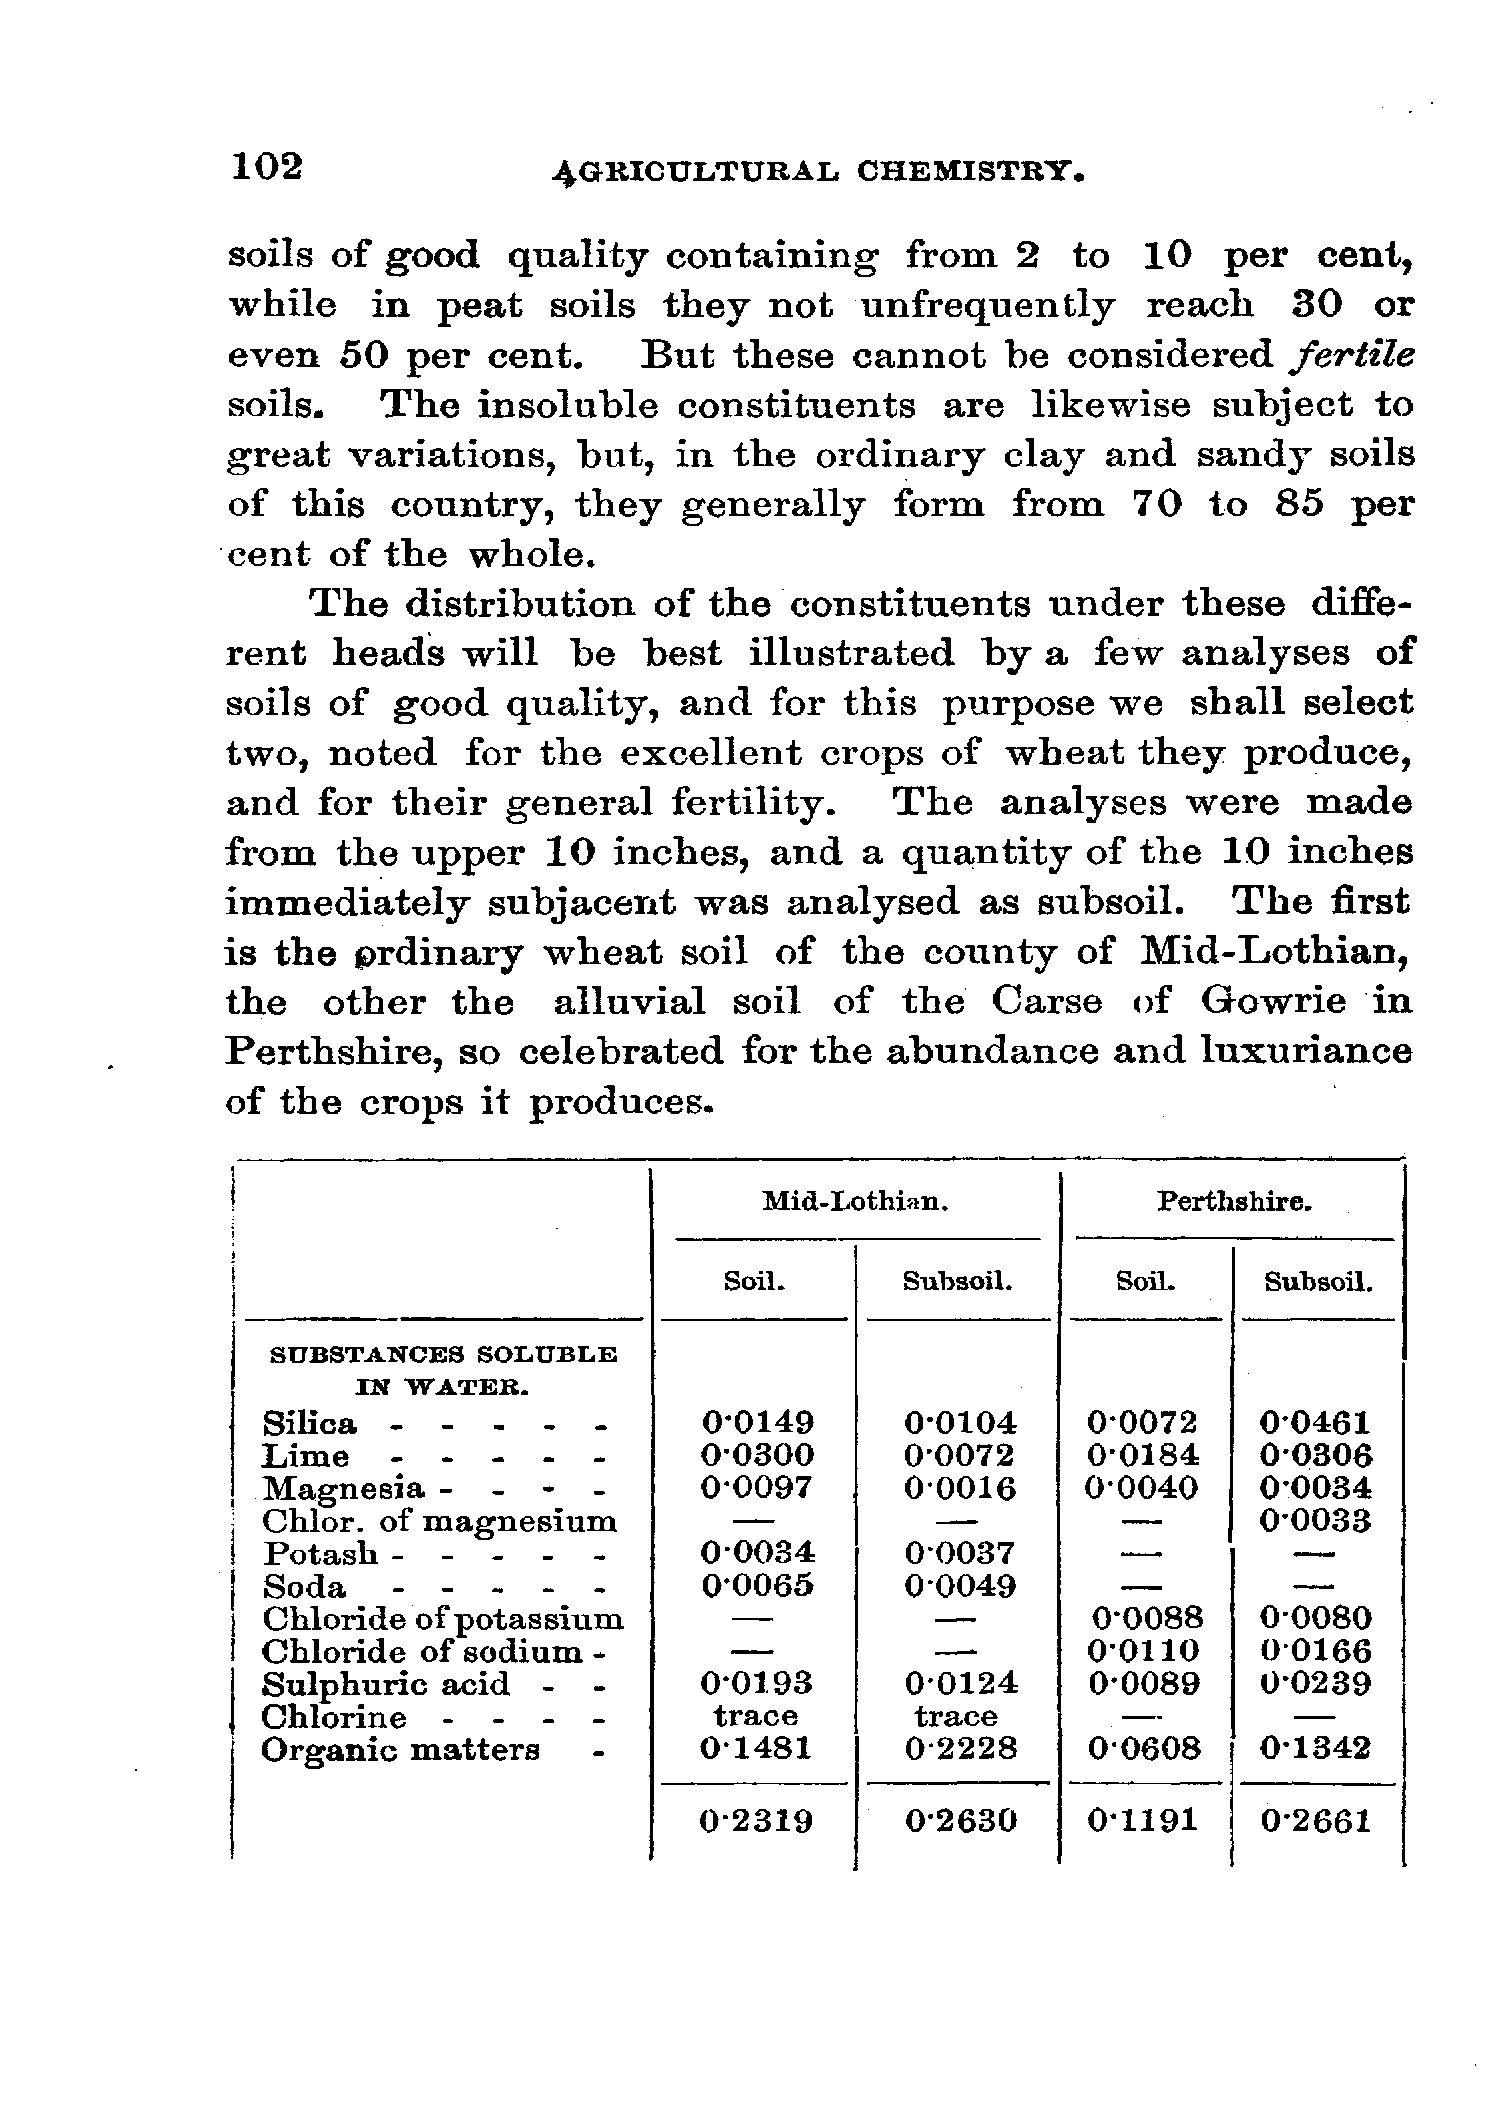 102 AGRICULTURAL CHEMISTRY.
soils of good quality containing from 2 to 10 per cent,
while in peat soils they not unfrequently reach 30 or
even 50 per cent. But these cannot be considered fertile
soils. The insoluble constituents are likewise subject to
great variations, but, in the ordinary clay and sandy soils
of this country, they generally form from 70 to 85 per
cent of the whole.
The distribution of the constituents under these diffe-
rent heads will be best illustrated by a few analyses of
soils of good quality, and for this purpose we shall select
two, noted for the excellent crops of wheat they produce,
and for their general fertility. The analyses were made
from the upper 10 inches, and a quantity of the 10 inches
immediately subjacent was analysed as subsoil. The first
is the ordinary wheat soil of the county of Mid-Lothian,
the other the alluvial soil of the Carse of Gowrie in
Perthshire, so celebrated for the abundance and luxuriance
of the crops it produces.
Mid-Lothian. Perthshire.
Soil. Subsoil. Soil. Subsoil.
SUBSTANCES SOLUBLE
IN WATER.
Silica - - - - - 0·0149 0·0104 0·0072 0·0461
Lime - - - - - 0·0300 0·0072 0·0184 0·0306
Magnesia - - - - 0·0097 0·0016 0·0040 0·0034
Chlor. of magnesium — — — 0·0033
Potash - - - - - 0·0034 0·0037 — —
Soda - - - - - 0·0065 0·0049 — —
Chloride of potassium — — 0·0088 0·0080
Chloride of sodium - — — 0·0110 0·0166
Sulphuric acid - - 0·0193 0·0124 0·0089 0·0239
Chlorine - - - - trace trace — —
Organic matters - 0·1481 0·2228 0·0608 0·1342
0·2319 0·2630 0·1191 0·2661